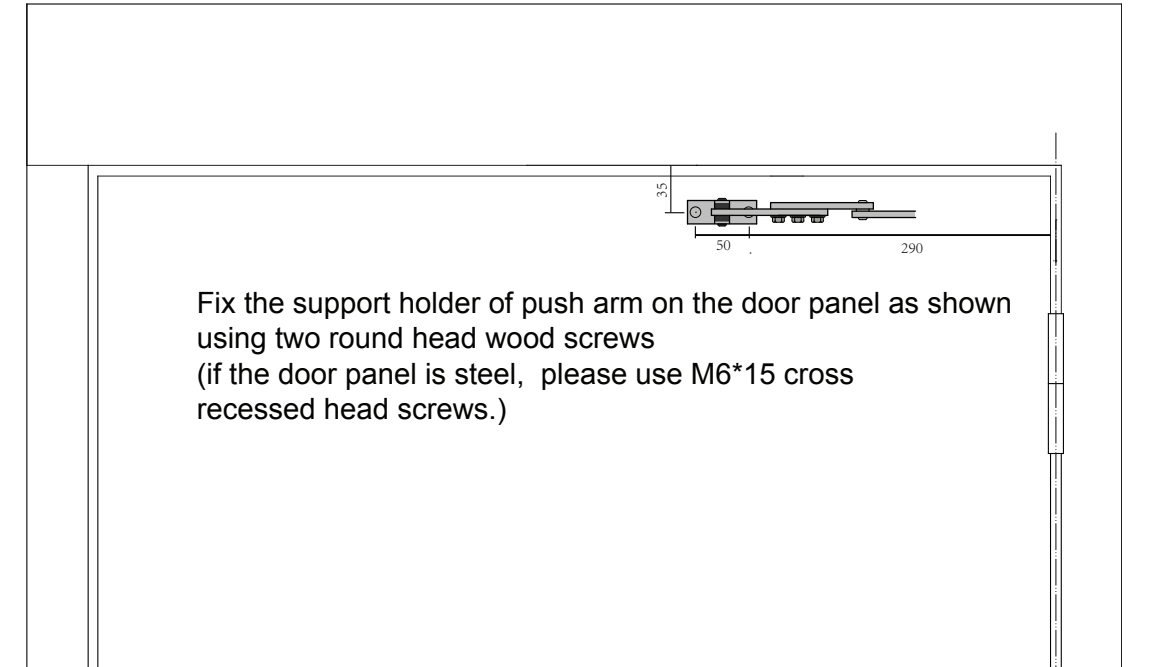 35
50
290
Fix the support holder of push arm on the door panel as shown
using two round head wood screws
(if the door panel is steel,  please use M6*15 cross
recessed head screws.)